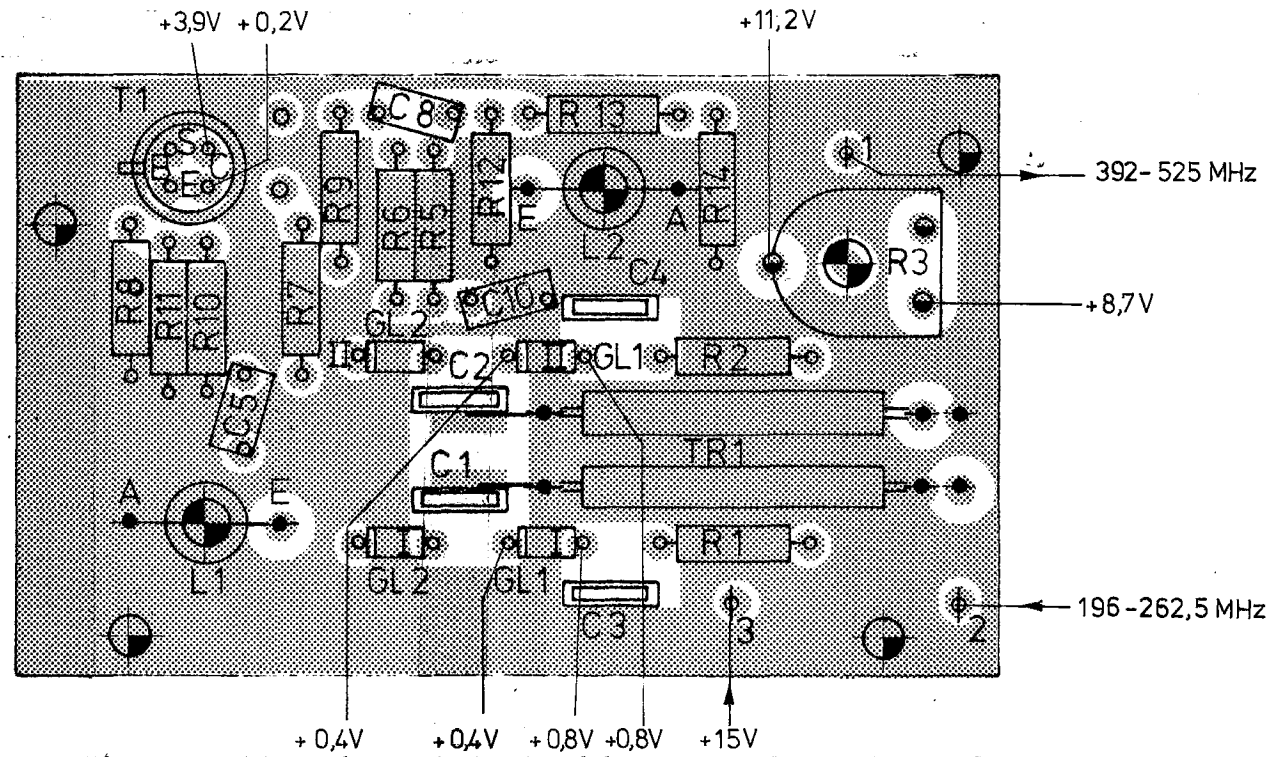 +3,9V +0,2V
+11,2V
T1
C8
R13
S
C
B
E
R9
R6
R5
R12
E
L2
A
R14
1
392-525 MHz
R3
R8
R11
R10
R7
C10
C4
+8,7V
GL2
II
II
GL1
R2
C2
C5
TR1
C1
A
E
L1
I
GL2
I
GL1
R1
C3
3
2
196-262,5 MHz
+0,4V
+0,4V
+0,8V
+0,8V
+15V